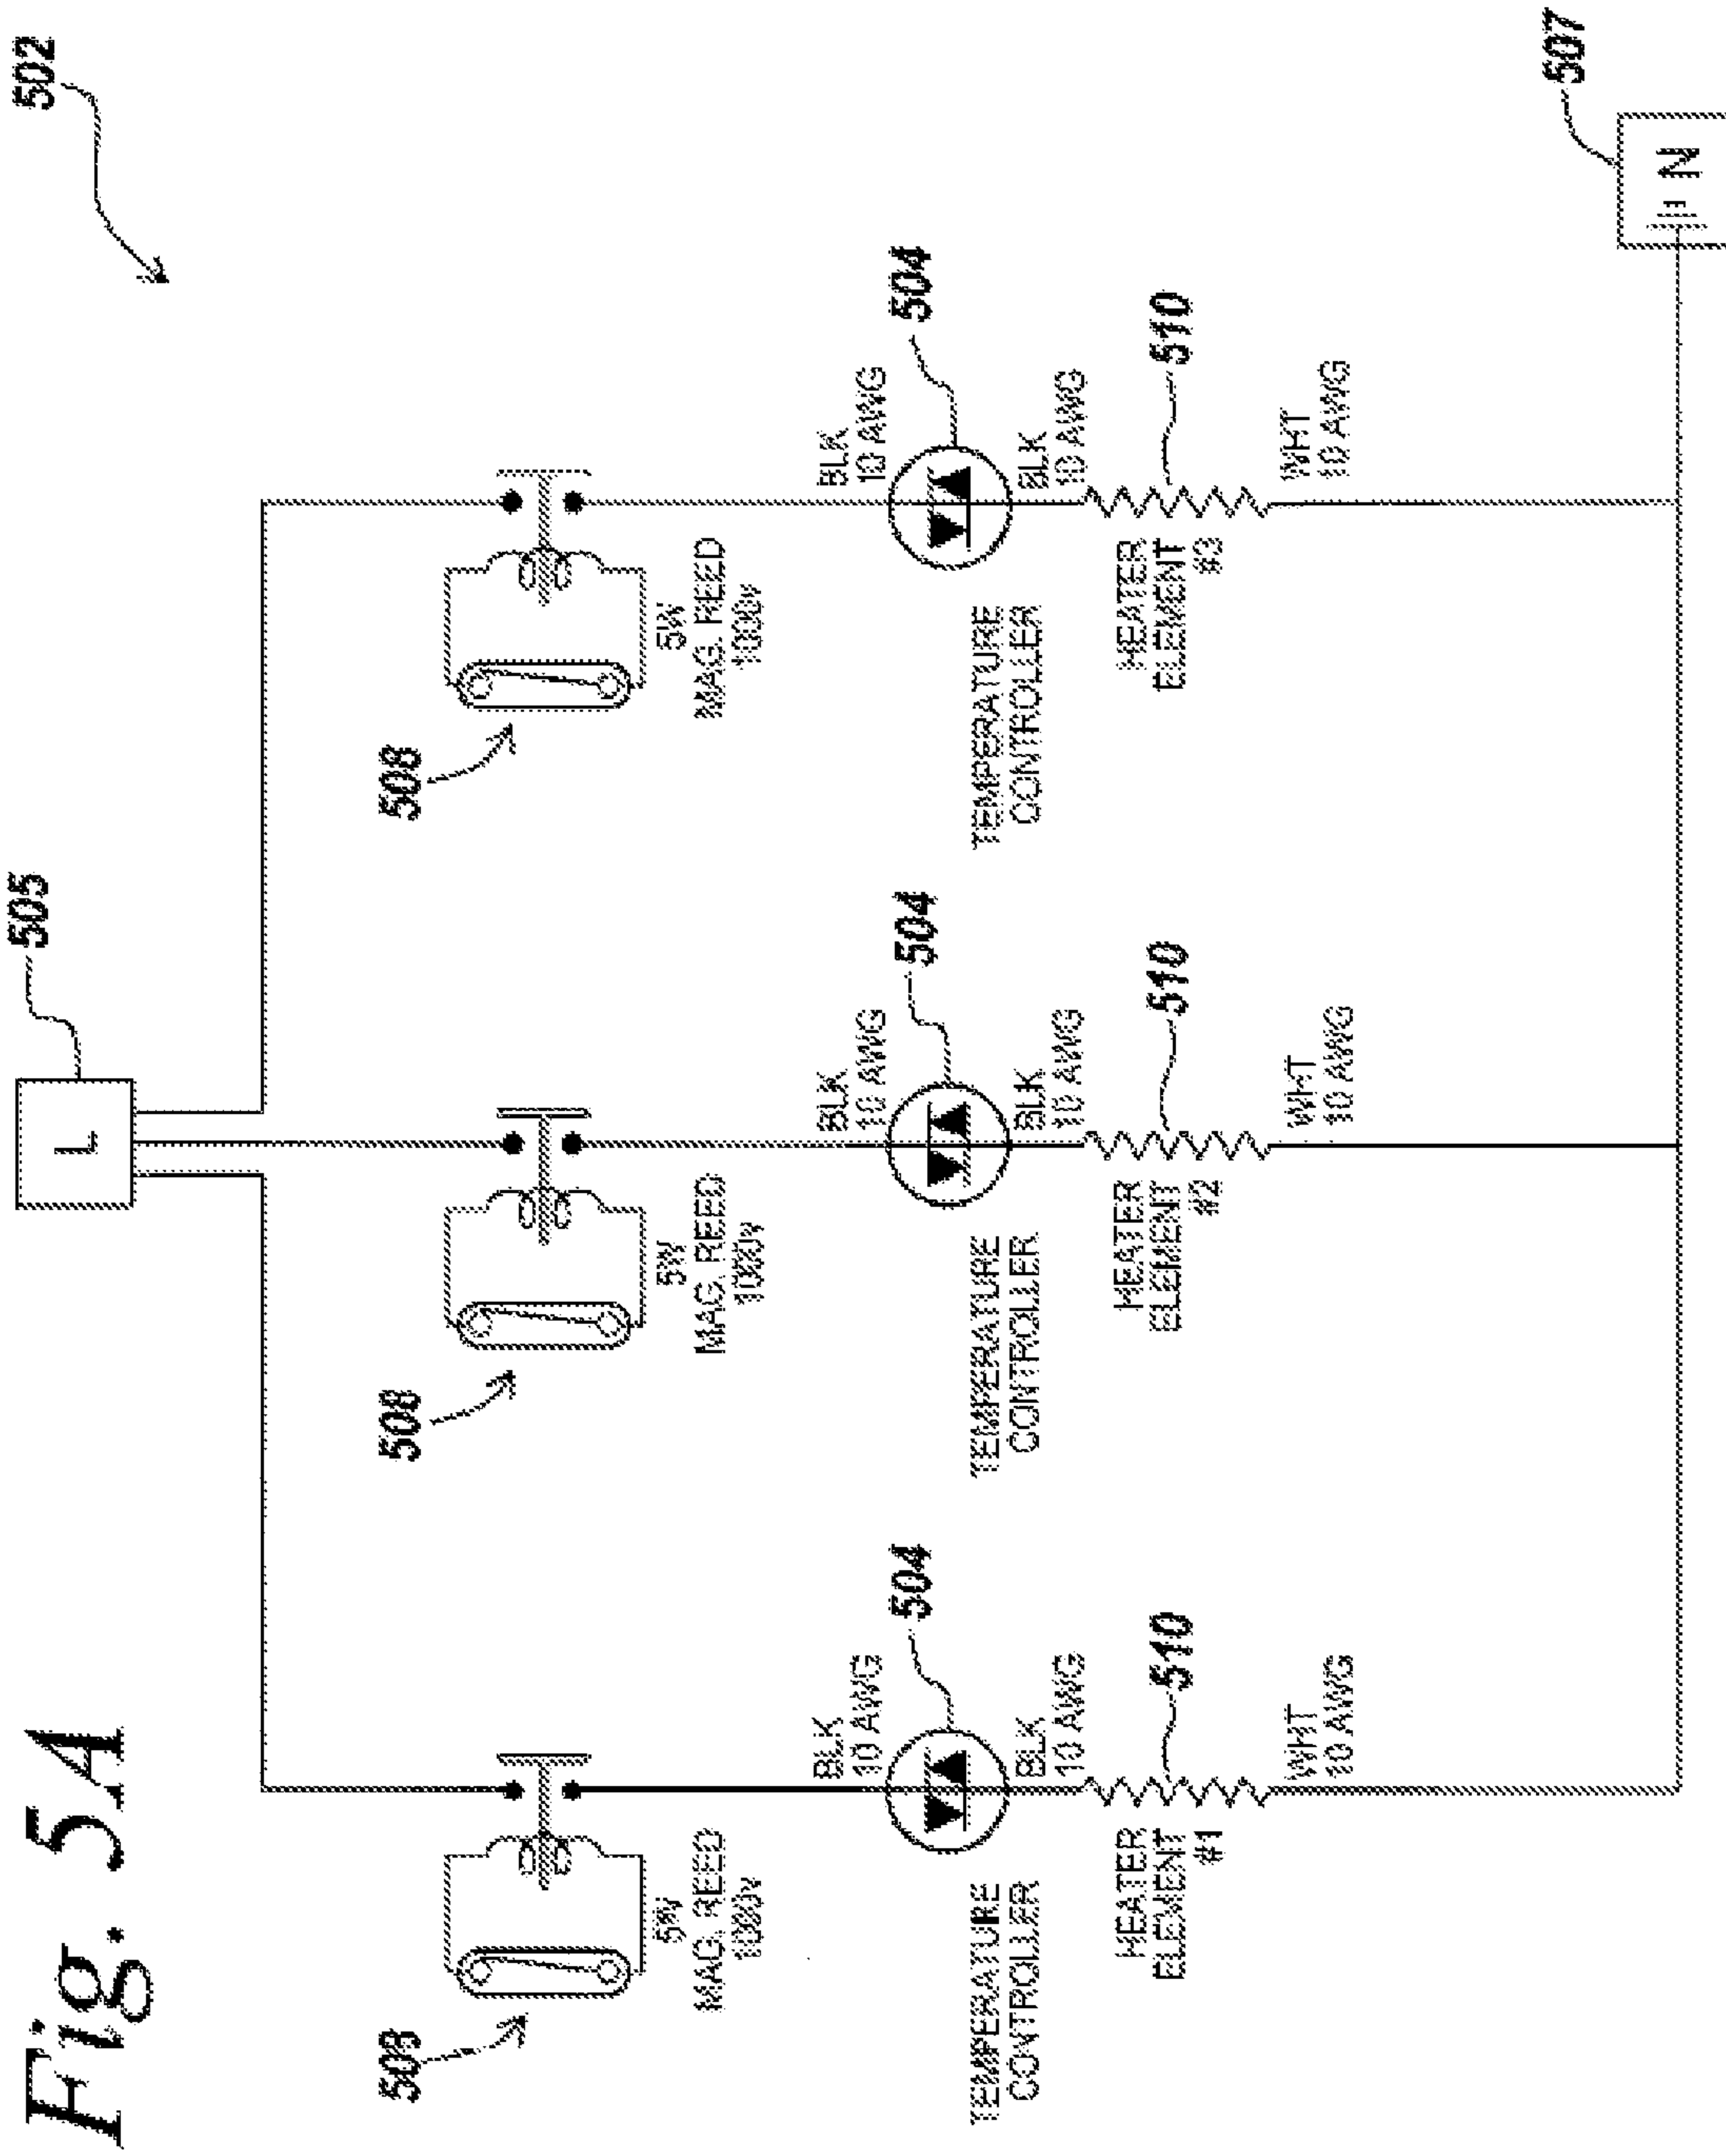 Fig. 5A
502
505
L
508
5W
MAG. REED
1000v
508
5W
MAG. REED
1000v
508
5W
MAG. REED
1000v
BLK
10 AWG
504
BLK
10 AWG
504
BLK
10 AWG
504
TEMPERATURE
CONTROLLER
TEMPERATURE
CONTROLLER
TEMPERATURE
CONTROLLER
BLK
10 AWG
BLK
10 AWG
BLK
10 AWG
HEATER
ELEMENT
#1
510
HEATER
ELEMENT
#2
510
HEATER
ELEMENT
#3
510
WHT
10 AWG
WHT
10 AWG
WHT
10 AWG
507
N